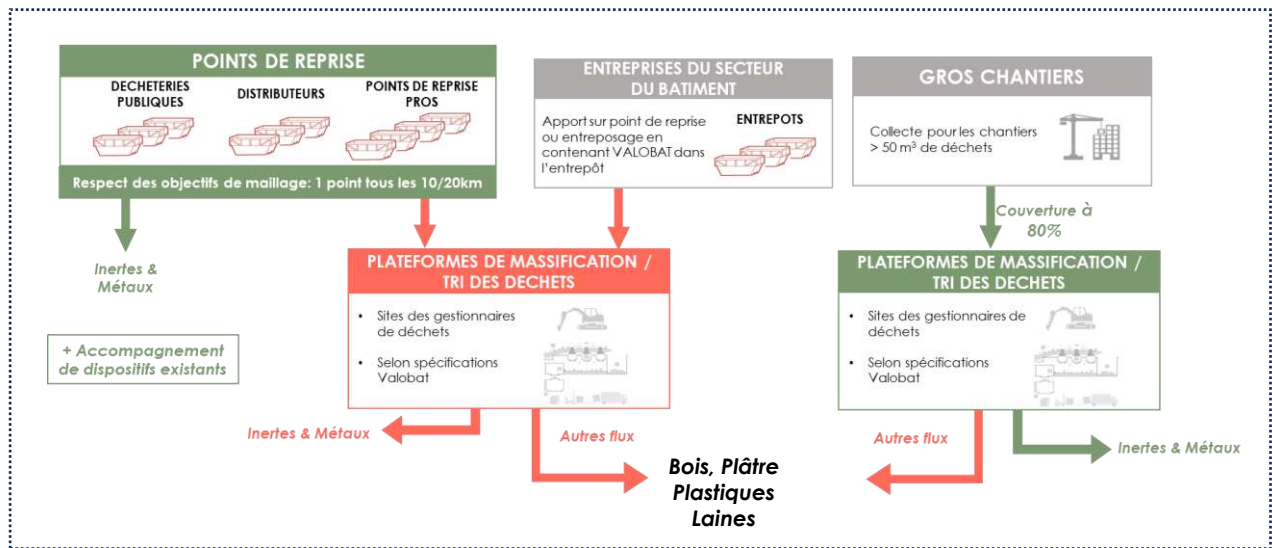 POINTS DE REPRISE
DECHETERIES
PUBLIQUES
DISTRIBUTEURS
POINTS DE REPRISE
PROS
Respect des objectifs de maillage: 1 point tous les 10/20km
ENTREPRISES DU SECTEUR
DU BATIMENT
Apport sur point de reprise
ou entreposage en
contenant VALOBAT dans
l'entrepôt
ENTREPOTS
GROS CHANTIERS
Collecte pour les chantiers
> 50 m³ de déchets
Couverture à
80%
Inertes &
Métaux
+ Accompagnement
de dispositifs existants
PLATEFORMES DE MASSIFICATION /
TRI DES DECHETS
• Sites des gestionnaires
de déchets
• Selon spécifications
Valobat
PLATEFORMES DE MASSIFICATION /
TRI DES DECHETS
• Sites des gestionnaires de
déchets
• Selon spécifications
Valobat
Inertes & Métaux
Autres flux
Autres flux
Inertes & Métaux
Bois, Plâtre
Plastiques
Laines